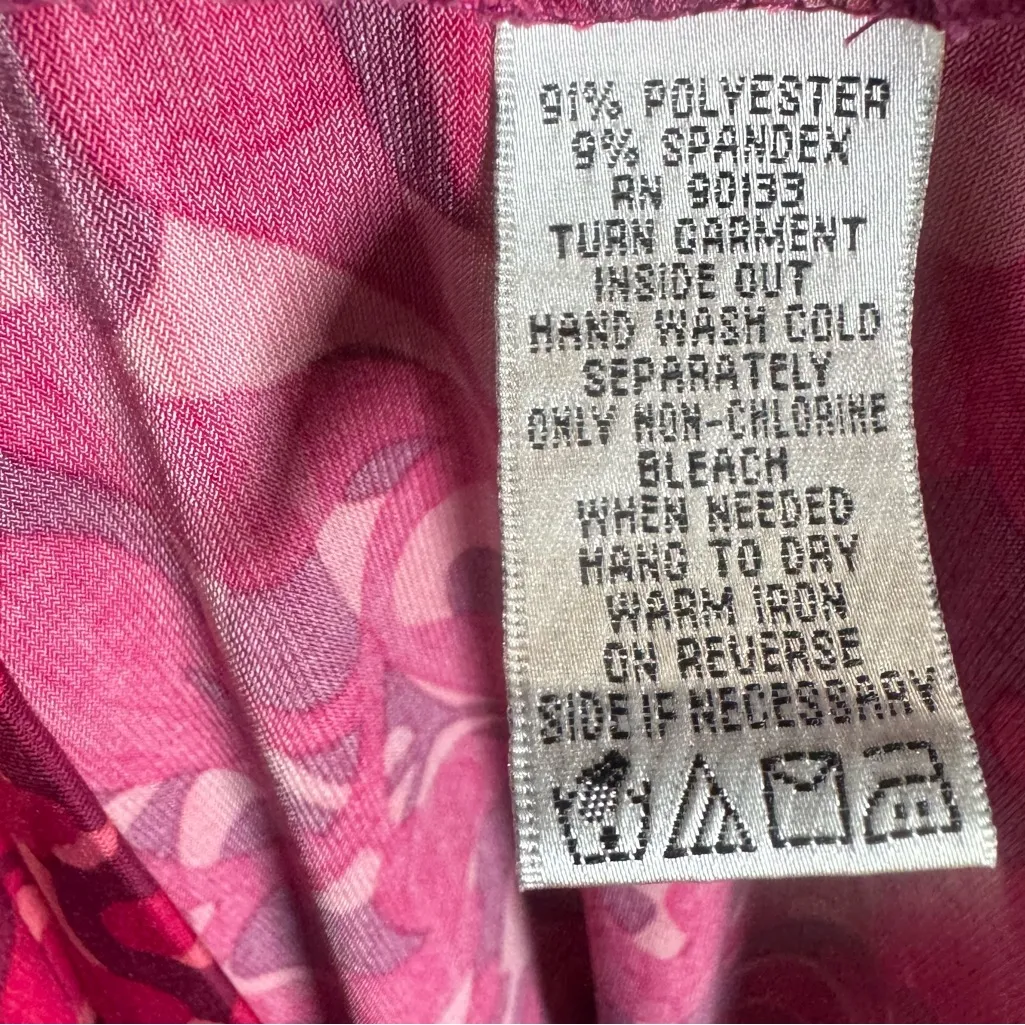 91% POLYESTER
9% SPANDEX
RN 90133
TURN GARMENT
INSIDE OUT
HAND WASH COLD
SEPARATELY
ONLY NON-CHLORINE
BLEACH
WHEN NEEDED
HANG TO DRY
WARM IRON
ON REVERSE
SIDE IF NECESSARY